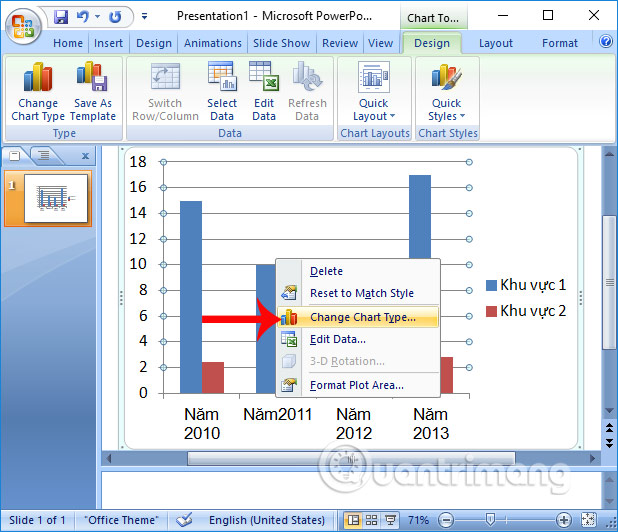 Presentation1 - Microsoft PowerPo...
Chart To...
Home Insert Design Animations Slide Show Review View Design Layout Format
Change Chart Type
Save As Template
Switch Row/Column
Select Data
Edit Data
Refresh Data
Quick Layout
Quick Styles
Type Data Chart Layouts Chart Styles
1
18
16
14
12
10
8
6
4
2
0
Năm 2010
Năm2011
Năm 2012
Năm 2013
Khu vực 1
Khu vực 2
Delete
Reset to Match Style
Change Chart Type...
Edit Data...
3-D Rotation...
Format Plot Area...
Quantrimang
Slide 1 of 1 "Office Theme" English (United States) 71%